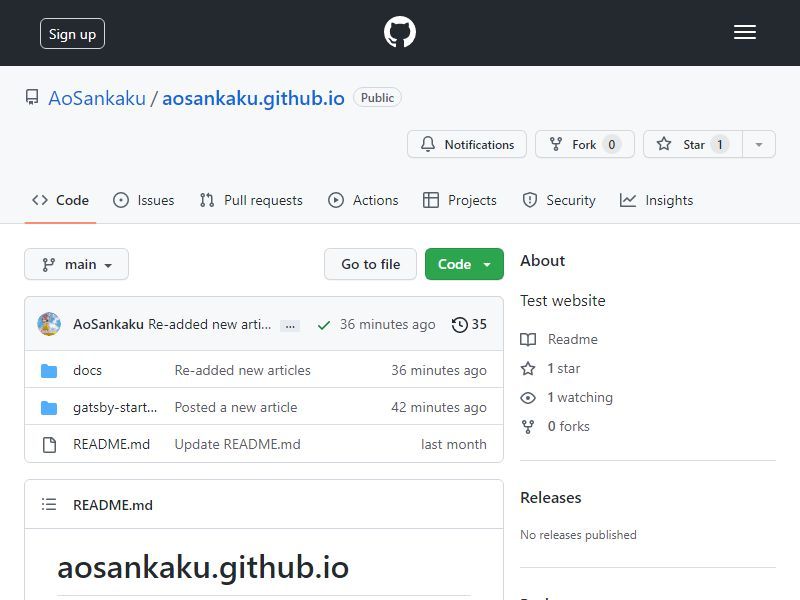 Sign up
AoSankaku / aosankaku.github.io Public
Notifications Fork 0 Star 1
Code Issues Pull requests Actions Projects Security Insights
main Go to file Code
AoSankaku Re-added new arti... ... 36 minutes ago 35
docs Re-added new articles 36 minutes ago
gatsby-start... Posted a new article 42 minutes ago
README.md Update README.md last month
README.md
aosankaku.github.io
About
Test website
Readme
1 star
1 watching
0 forks
Releases
No releases published